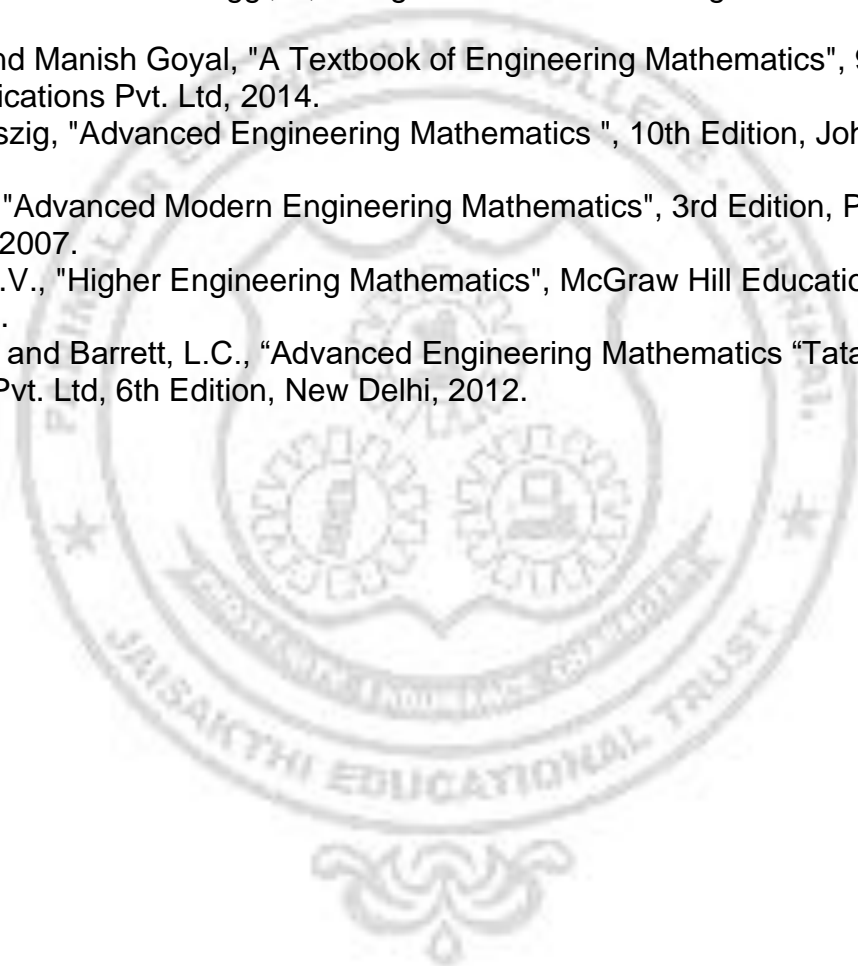 nd Manish Goyal, "A Textbook of Engineering Mathematics", 9
ications Pvt. Ltd, 2014.
szig, "Advanced Engineering Mathematics ", 10th Edition, Joh
"Advanced Modern Engineering Mathematics", 3rd Edition, P
2007.
.V., "Higher Engineering Mathematics", McGraw Hill Educatio
.
and Barrett, L.C., “Advanced Engineering Mathematics “Tata
Pvt. Ltd, 6th Edition, New Delhi, 2012.
JAISAKTHI EDUCATIONAL TRUST